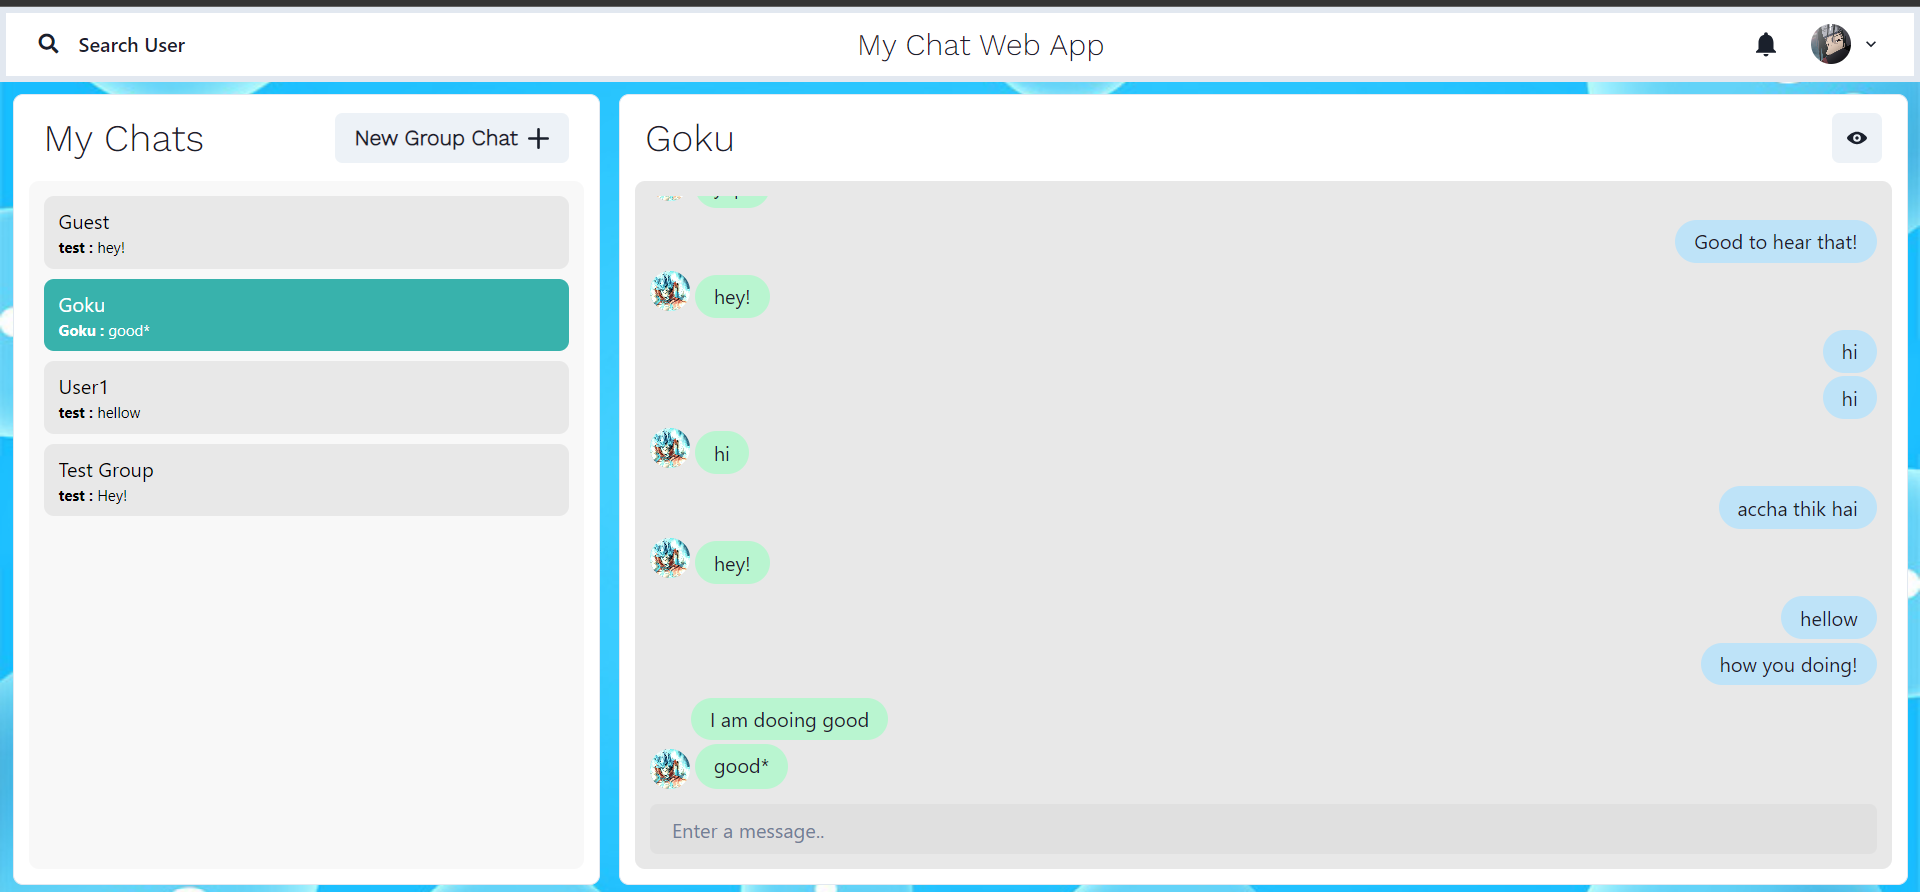 Search User
My Chat Web App
My Chats
New Group Chat +
Guest
test : hey!
Goku
Goku : good*
User1
test : hellow
Test Group
test : Hey!
Goku
Good to hear that!
hey!
hi
hi
hi
accha thik hai
hey!
hellow
how you doing!
I am dooing good
good*
Enter a message..